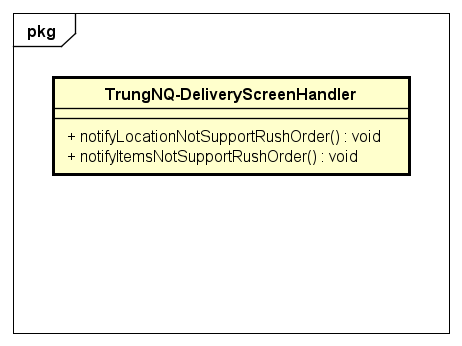 pkg
TrungNQ-DeliveryScreenHandler
+ notifyLocationNotSupportRushOrder() : void
+ notifyItemsNotSupportRushOrder() : void